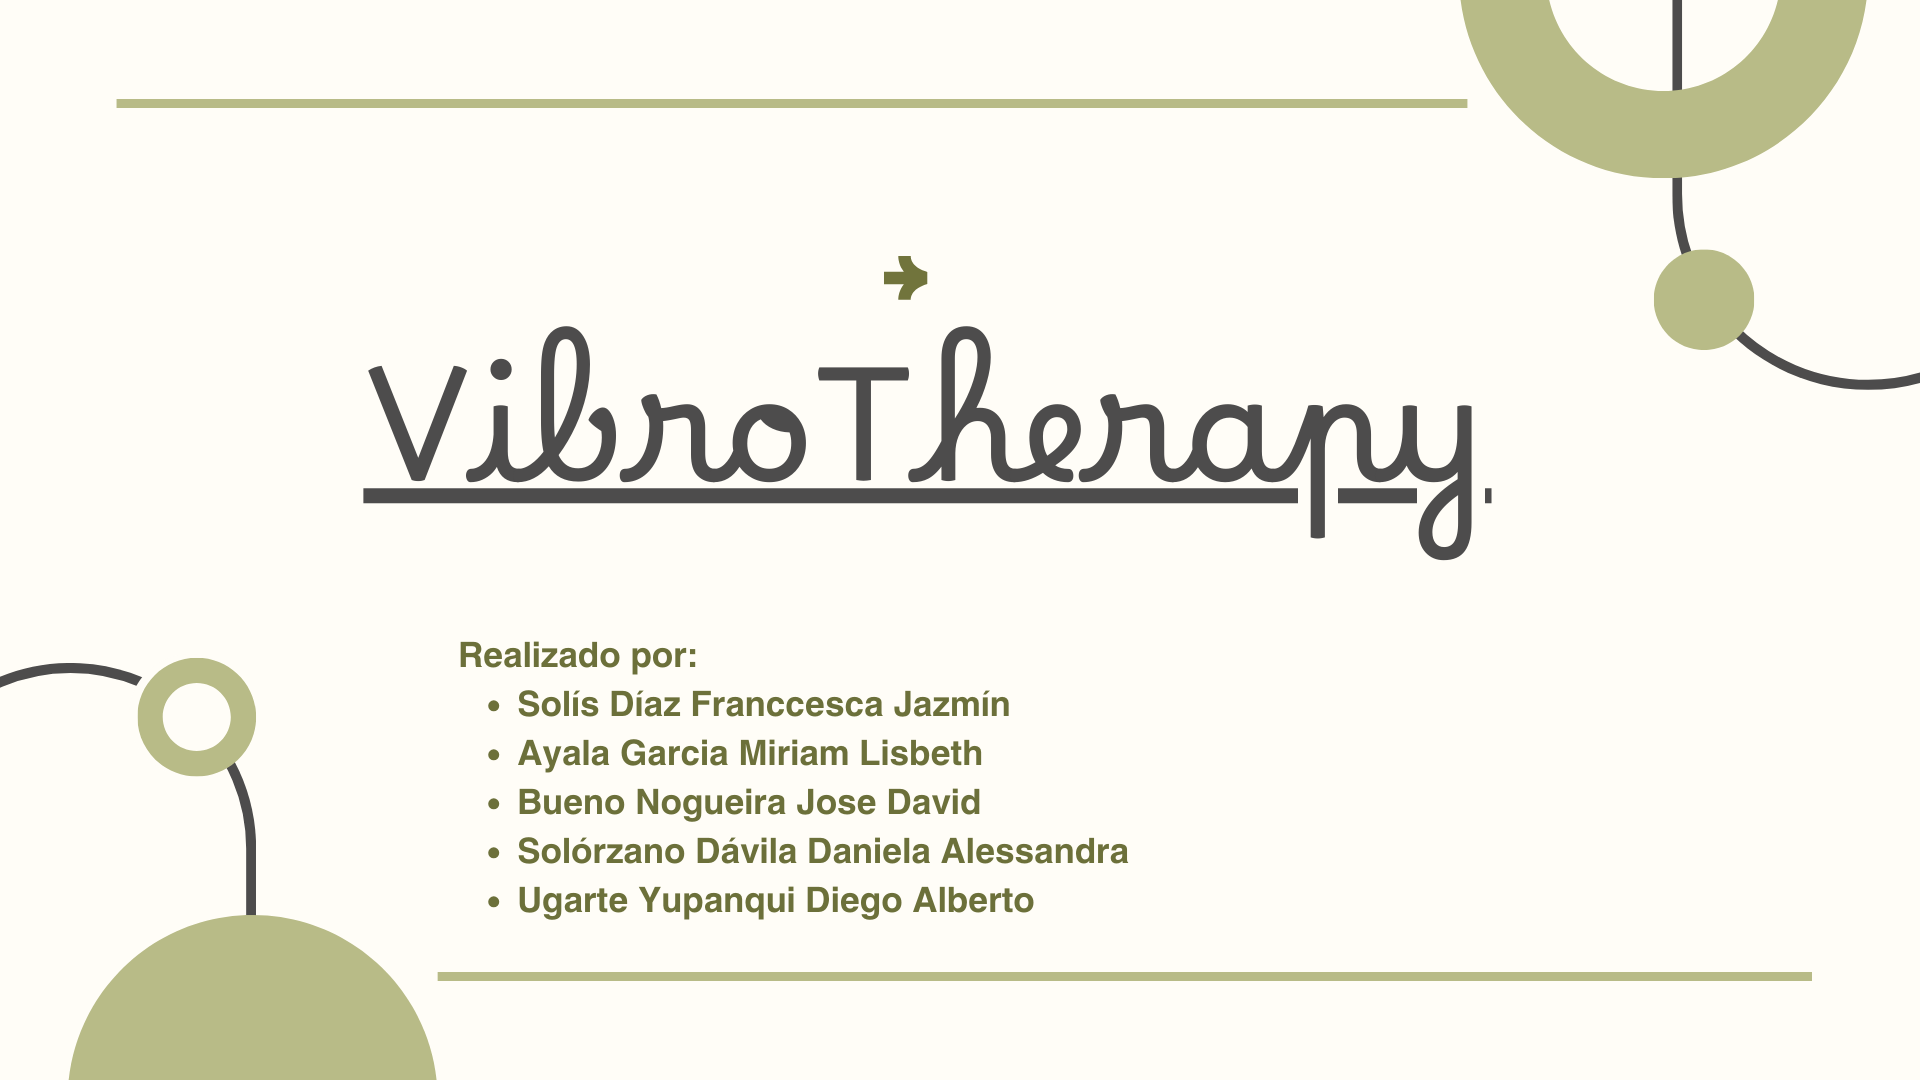 VibroTherapy
Realizado por:
• Solís Díaz Franccesca Jazmín
• Ayala Garcia Miriam Lisbeth
• Bueno Nogueira Jose David
• Solórzano Dávila Daniela Alessandra
• Ugarte Yupanqui Diego Alberto